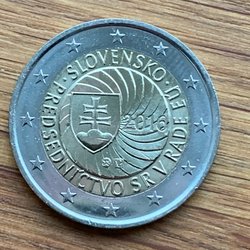 SLOVENSKO
PREDSEDNÍCTVO SR V RADE EÚ
2016